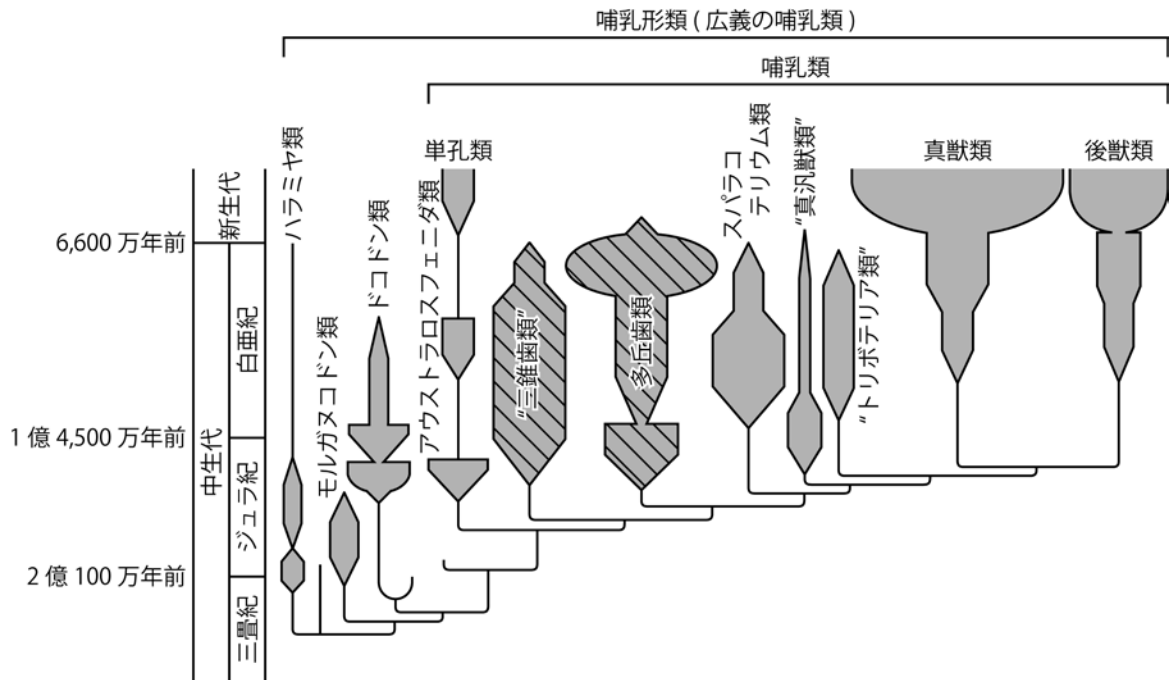 哺乳形類 ( 広義の哺乳類 )
哺乳類
ハラミヤ類
モルガヌコドン類
ドコドン類
単孔類
アウストラロスフェニダ類
"三錐歯類"
多丘歯類
スパラコ
テリウム類
"真汎獣類"
"トリボテリア類"
真獣類
後獣類
新生代
6,600 万年前
中生代
白亜紀
1 億 4,500 万年前
ジュラ紀
2 億 100 万年前
三畳紀